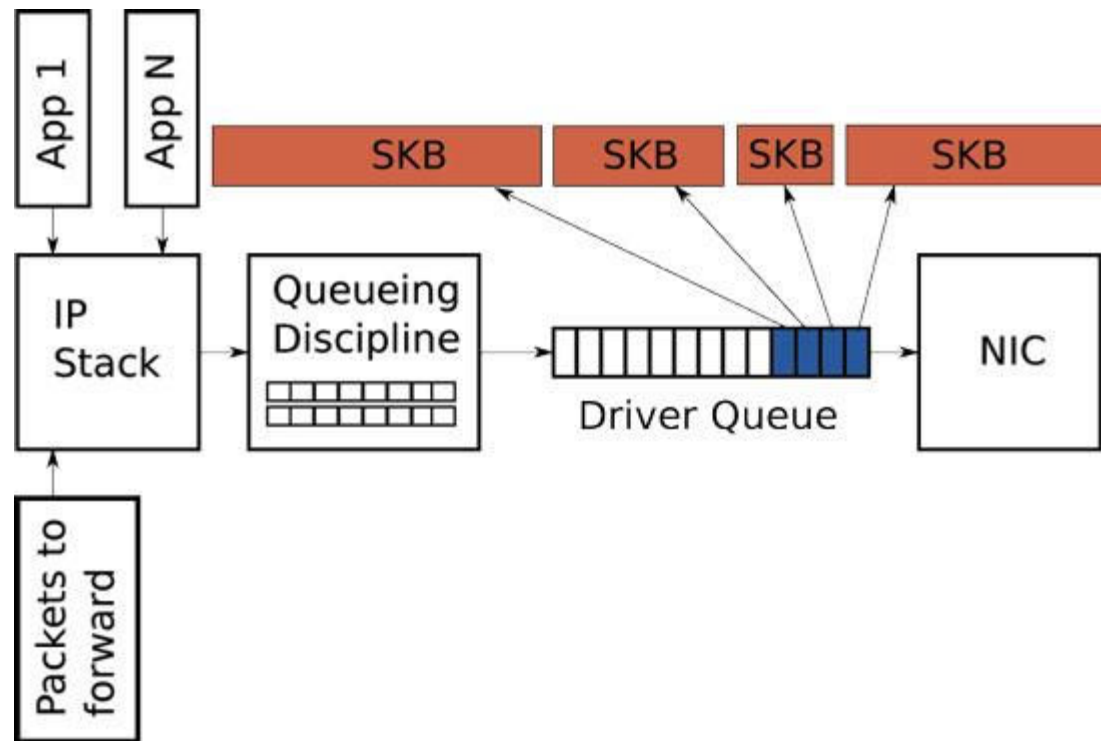 App 1
App N
SKB
SKB
SKB
SKB
IP
Stack
Queueing
Discipline
Driver Queue
NIC
Packets to
forward